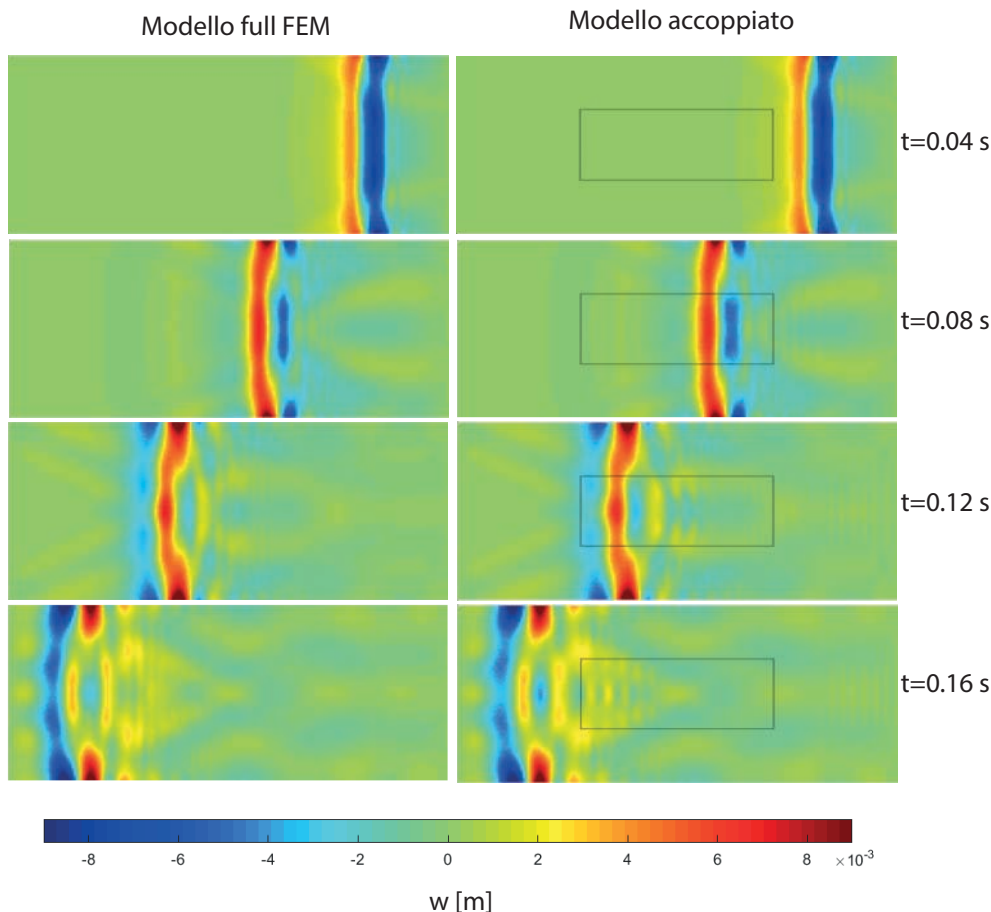 Modello full FEM
Modello accoppiato
t=0.04 s
t=0.08 s
t=0.12 s
t=0.16 s
-8 -6 -4 -2 0 2 4 6 8 ×10⁻³
w [m]